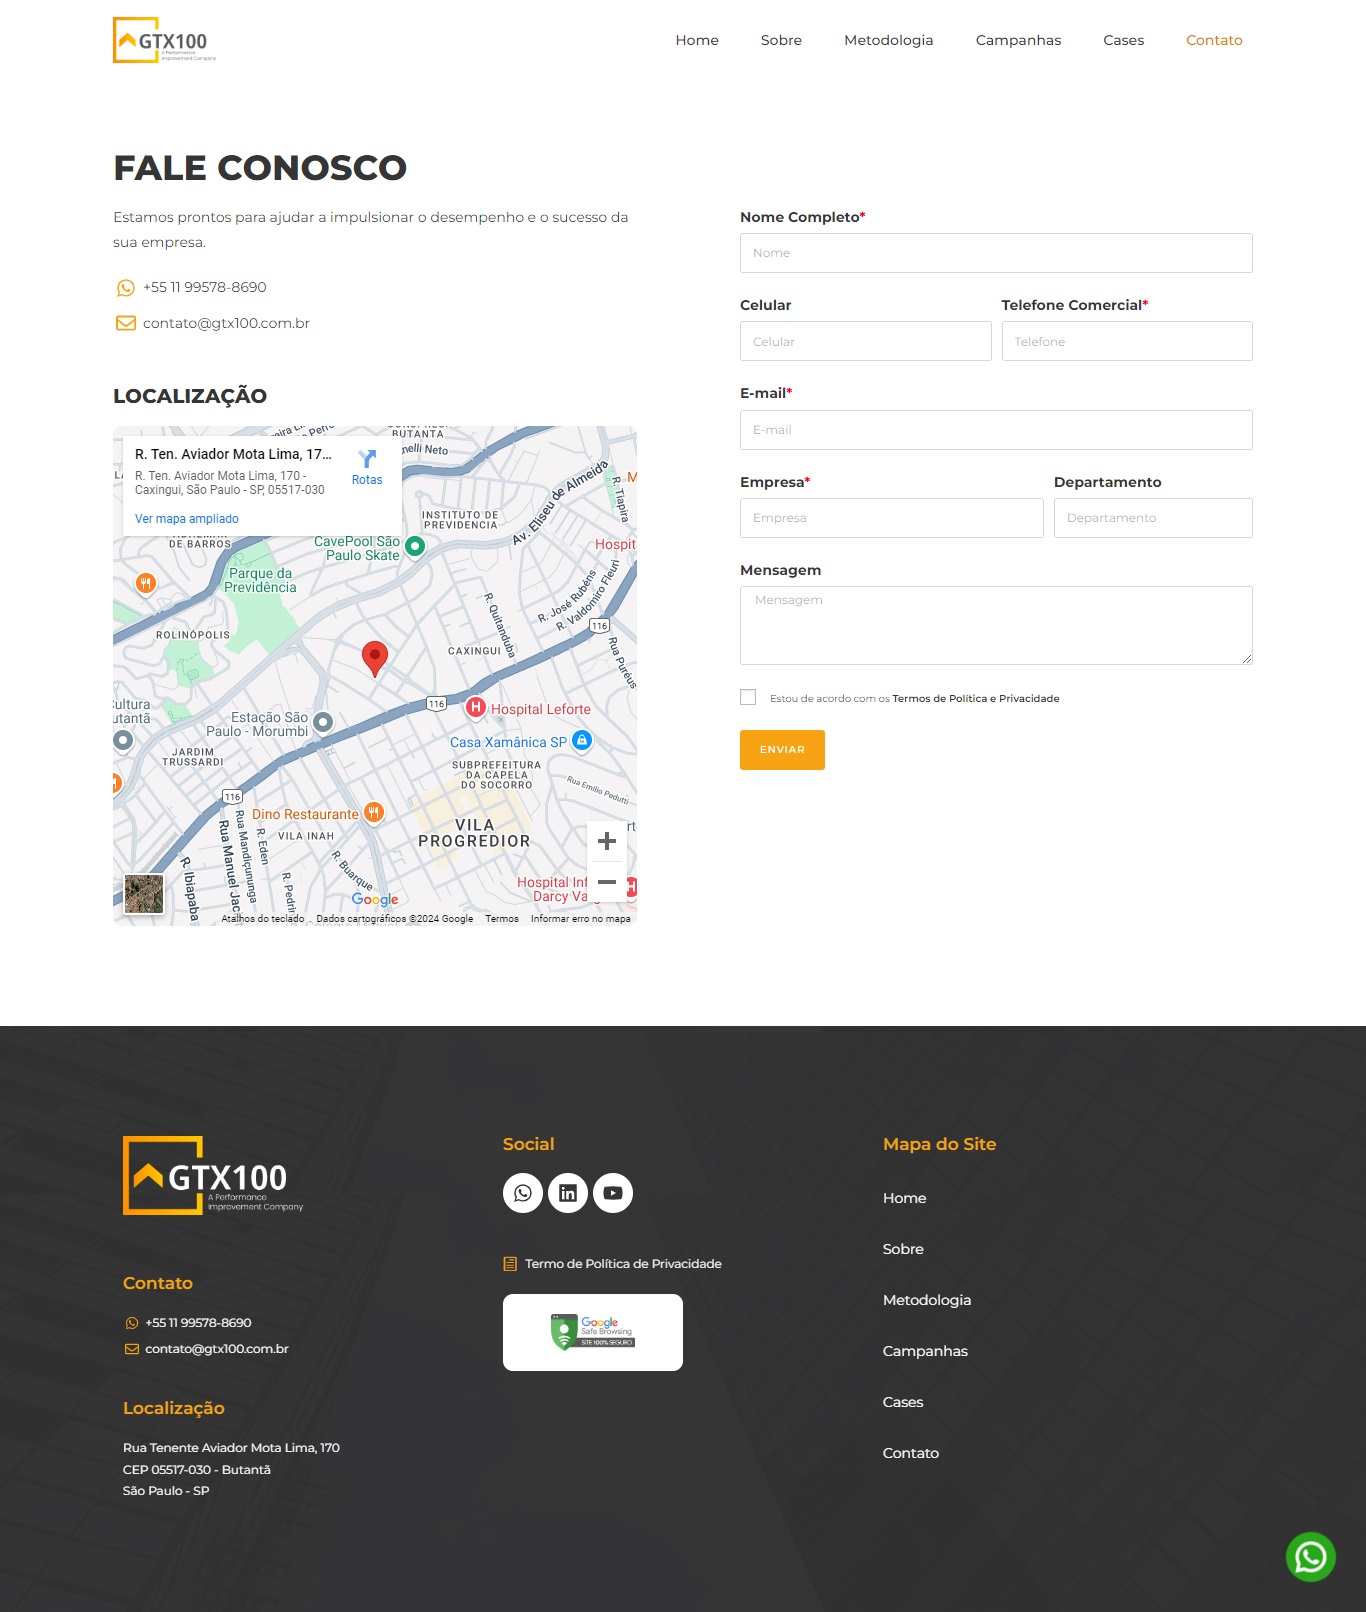 GTX100
A Performance
Improvement Company
Home
Sobre
Metodologia
Campanhas
Cases
Contato
FALE CONOSCO
Estamos prontos para ajudar a impulsionar o desempenho e o sucesso da
sua empresa.
+55 11 99578-8690
contato@gtx100.com.br
LOCALIZAÇÃO
R. Ten. Aviador Mota Lima, 17...
R. Ten. Aviador Mota Lima, 170 -
Caxingui, São Paulo - SP, 05517-030
Ver mapa ampliado
Rotas
BUTANTÃ
nelli Neto
Av. Eliseu de Almeida
R. Tiapira
INSTITUTO DE
PREVIDENCIA
DE BARROS
CavePool São
Paulo Skate
Hospit
Parque da
Previdência
R. José Rubéns
R. Valdomiro Fleuri
R. Quitanduba
116
ROLINÓPOLIS
CAXINGUI
Rua Puréus
116
Hospital Leforte
Estação São
Paulo - Morumbi
Casa Xamânica SP
JARDIM
TRUSSARDI
SUBPREFEITURA
DA CAPELA
DO SOCORRO
Rua Emilio Pedutti
116
Dino Restaurante
VILA INAH
VILA
PROGREDIOR
R. Eden
Rua Mandiçununga
Rua Manuel Jac
R. Ibiapaba
R. Pedrin
R. Buarque
Hospital Inf
Darcy Va
Google
Atalhos do teclado
Dados cartográficos ©2024 Google
Termos
Informar erro no mapa
Nome Completo*
Nome
Celular
Telefone Comercial*
Celular
Telefone
E-mail*
E-mail
Empresa*
Departamento
Empresa
Departamento
Mensagem
Mensagem
Estou de acordo com os Termos de Política e Privacidade
ENVIAR
GTX100
A Performance
Improvement Company
Contato
+55 11 99578-8690
contato@gtx100.com.br
Localização
Rua Tenente Aviador Mota Lima, 170
CEP 05517-030 - Butantã
São Paulo - SP
Social
Termo de Política de Privacidade
Google
Safe Browsing
SITE 100% SEGURO
Mapa do Site
Home
Sobre
Metodologia
Campanhas
Cases
Contato